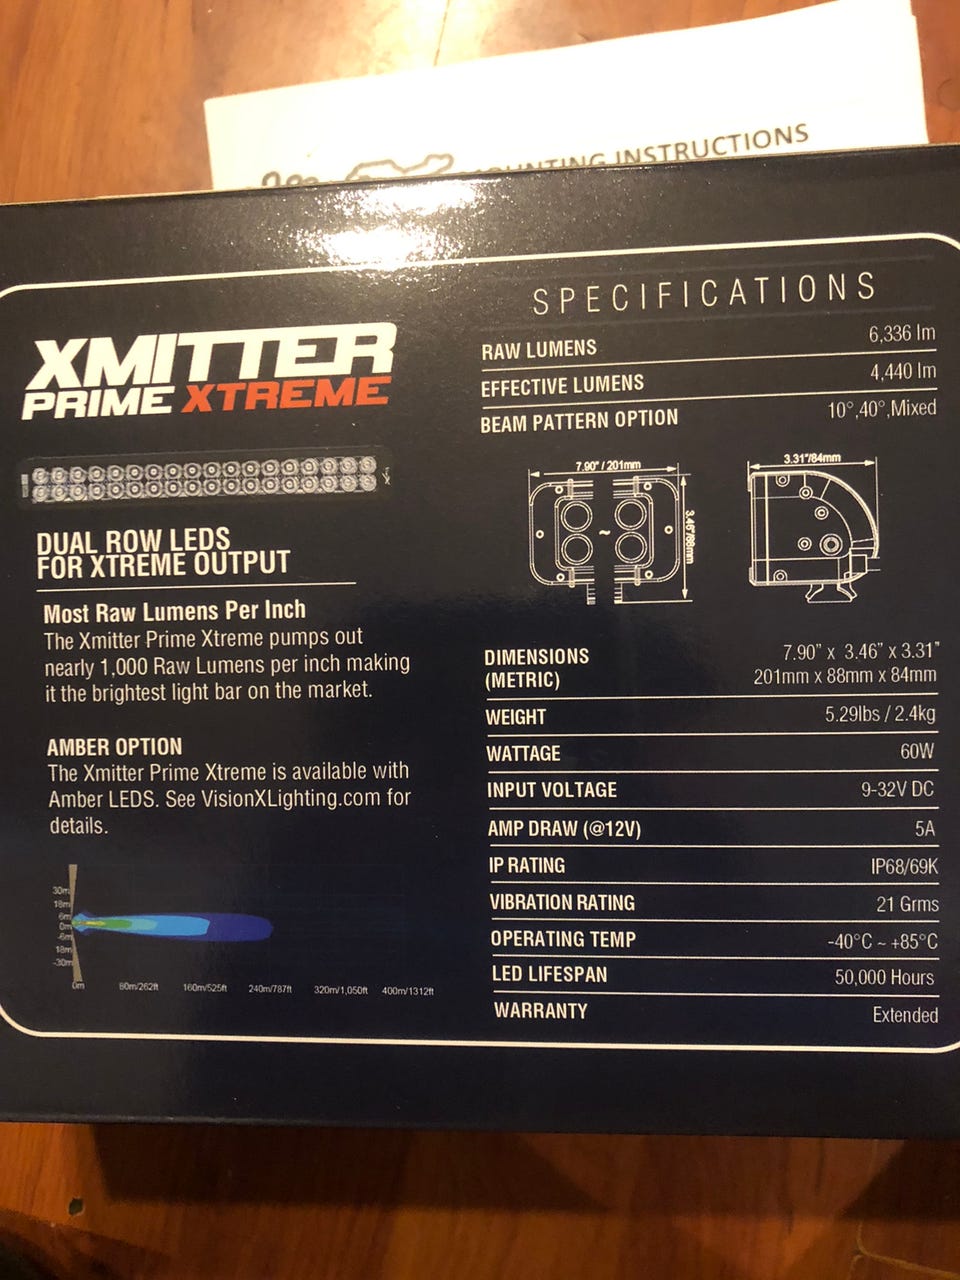 MOUNTING INSTRUCTIONS
XMITTER
PRIME XTREME
DUAL ROW LEDS
FOR XTREME OUTPUT
Most Raw Lumens Per Inch
The Xmitter Prime Xtreme pumps out
nearly 1,000 Raw Lumens per inch making
it the brightest light bar on the market.
AMBER OPTION
The Xmitter Prime Xtreme is available with
Amber LEDS. See VisionXLighting.com for
details.
30m
18m
6m
0m
-6m
18m
-30m
0m 80m/262ft 160m/525ft 240m/787ft 320m/1,050ft 400m/1312ft
SPECIFICATIONS
RAW LUMENS 6,336 lm
EFFECTIVE LUMENS 4,440 lm
BEAM PATTERN OPTION 10°,40°,Mixed
7.90" / 201mm
3.46"/88mm
3.31"/84mm
DIMENSIONS 7.90” x 3.46” x 3.31”
(METRIC) 201mm x 88mm x 84mm
WEIGHT 5.29lbs / 2.4kg
WATTAGE 60W
INPUT VOLTAGE 9-32V DC
AMP DRAW (@12V) 5A
IP RATING IP68/69K
VIBRATION RATING 21 Grms
OPERATING TEMP -40°C ~ +85°C
LED LIFESPAN 50,000 Hours
WARRANTY Extended